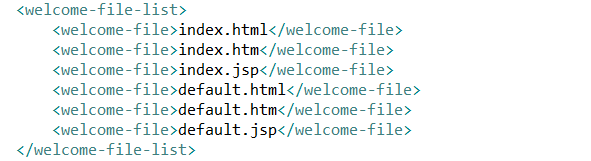 <welcome-file-list>
    <welcome-file>index.html</welcome-file>
    <welcome-file>index.htm</welcome-file>
    <welcome-file>index.jsp</welcome-file>
    <welcome-file>default.html</welcome-file>
    <welcome-file>default.htm</welcome-file>
    <welcome-file>default.jsp</welcome-file>
</welcome-file-list>